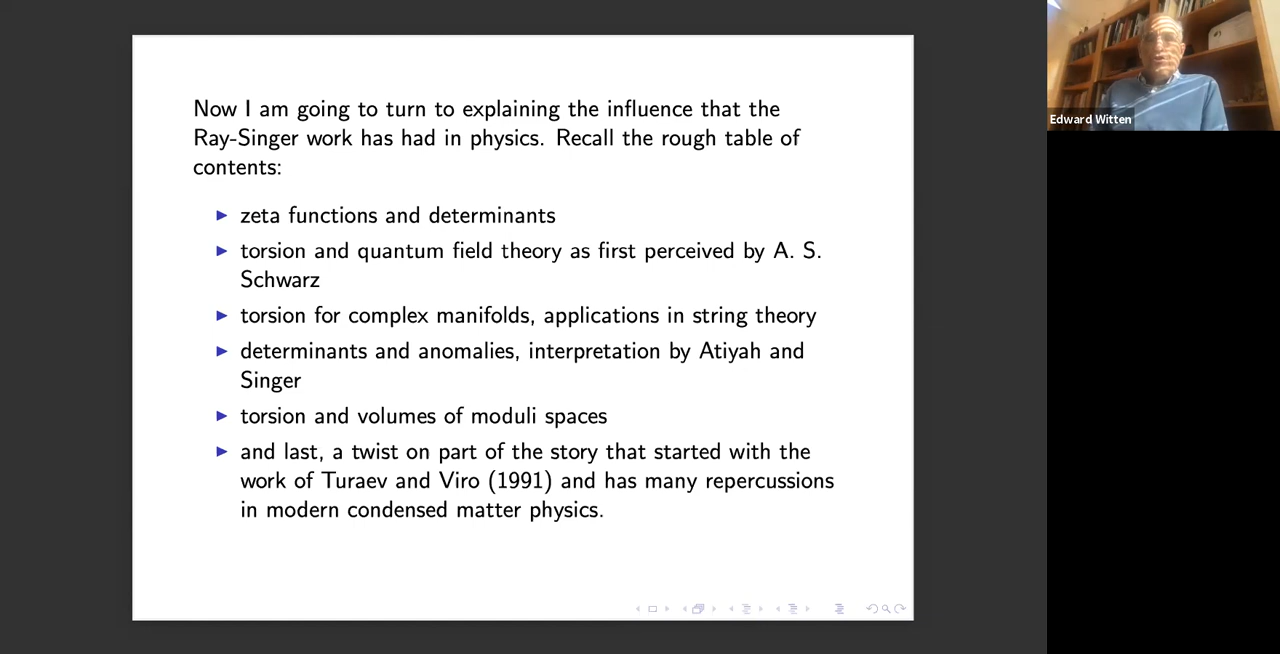 Now I am going to turn to explaining the influence that the
Ray-Singer work has had in physics. Recall the rough table of
contents:
zeta functions and determinants
torsion and quantum field theory as first perceived by A. S.
Schwarz
torsion for complex manifolds, applications in string theory
determinants and anomalies, interpretation by Atiyah and
Singer
torsion and volumes of moduli spaces
and last, a twist on part of the story that started with the
work of Turaev and Viro (1991) and has many repercussions
in modern condensed matter physics.
Edward Witten